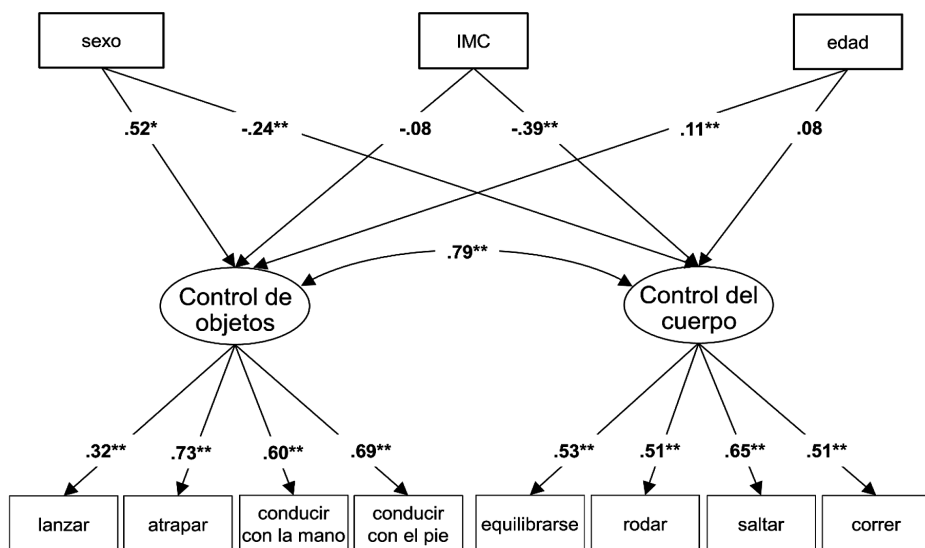 sexo
IMC
edad
.52*
-.24**
-.08
-.39**
.11**
.08
.79**
Control de
objetos
Control del
cuerpo
.32**
.73**
.60**
.69**
.53**
.51**
.65**
.51**
lanzar
atrapar
conducir
con la mano
conducir
con el pie
equilibrarse
rodar
saltar
correr